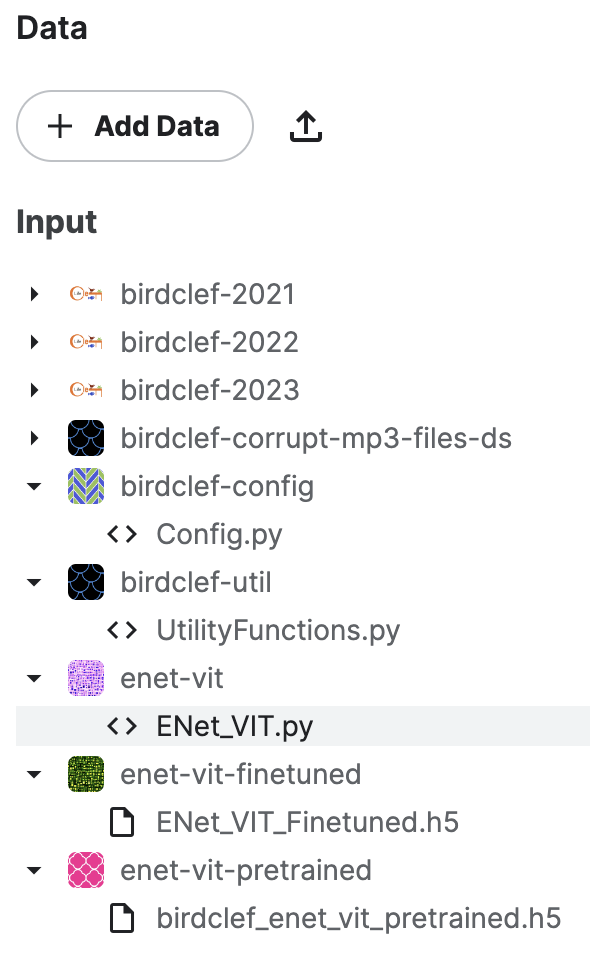 Data
Add Data
Input
birdclef-2021
birdclef-2022
birdclef-2023
birdclef-corrupt-mp3-files-ds
birdclef-config
Config.py
birdclef-util
UtilityFunctions.py
enet-vit
ENet_VIT.py
enet-vit-finetuned
ENet_VIT_Finetuned.h5
enet-vit-pretrained
birdclef_enet_vit_pretrained.h5